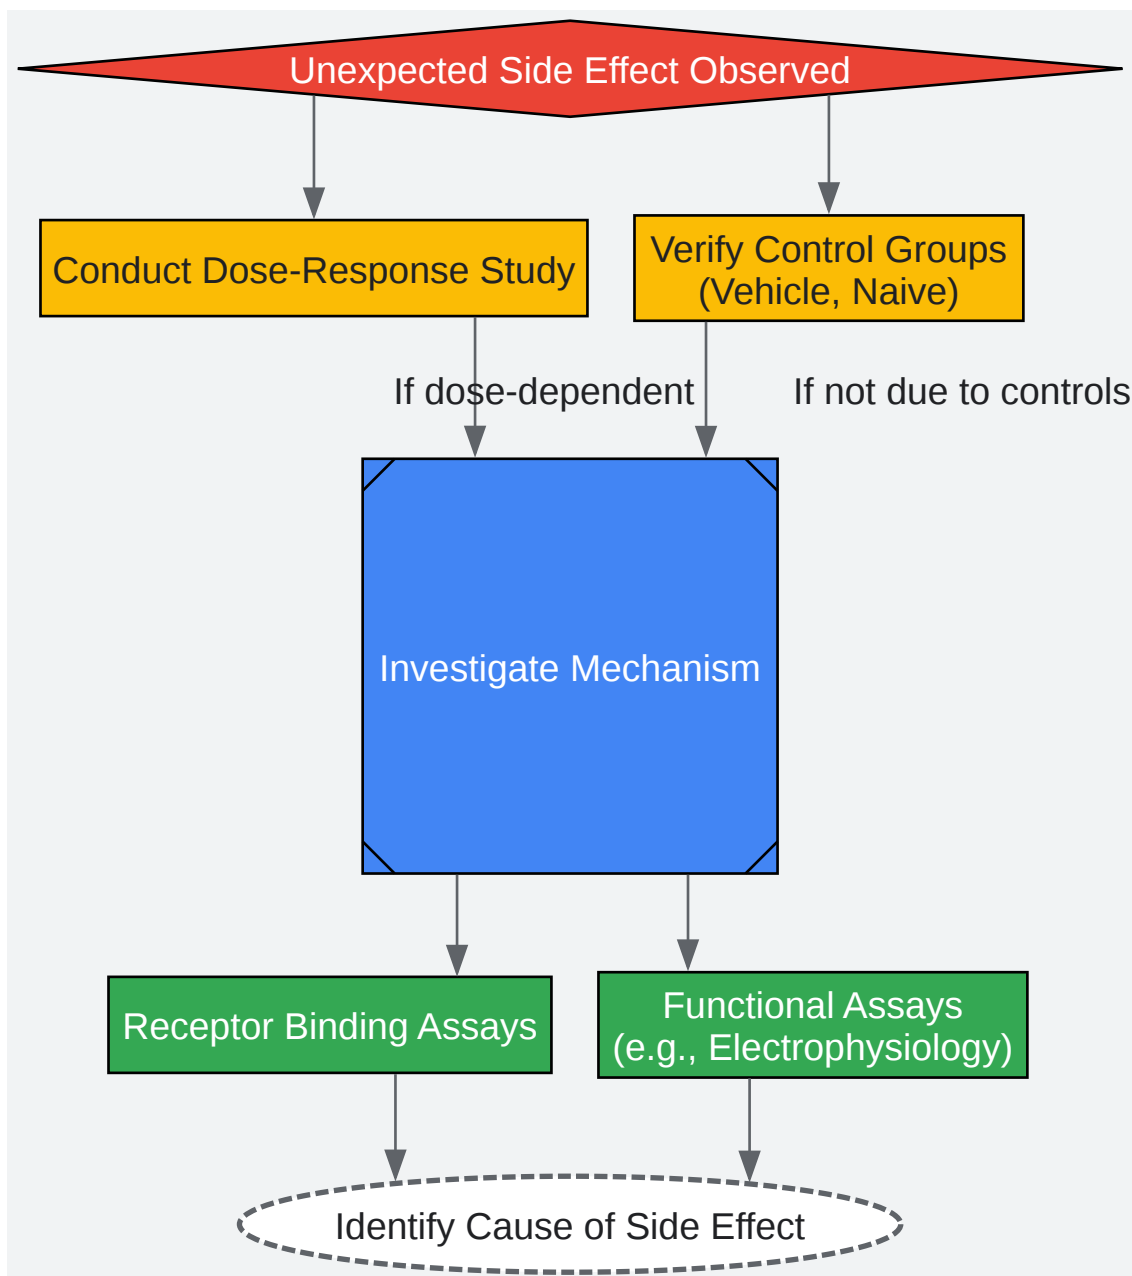 Unexpected Side Effect Observed
Conduct Dose-Response Study
Verify Control Groups
(Vehicle, Naive)
If dose-dependent
If not due to controls
Investigate Mechanism
Receptor Binding Assays
Functional Assays
(e.g., Electrophysiology)
Identify Cause of Side Effect